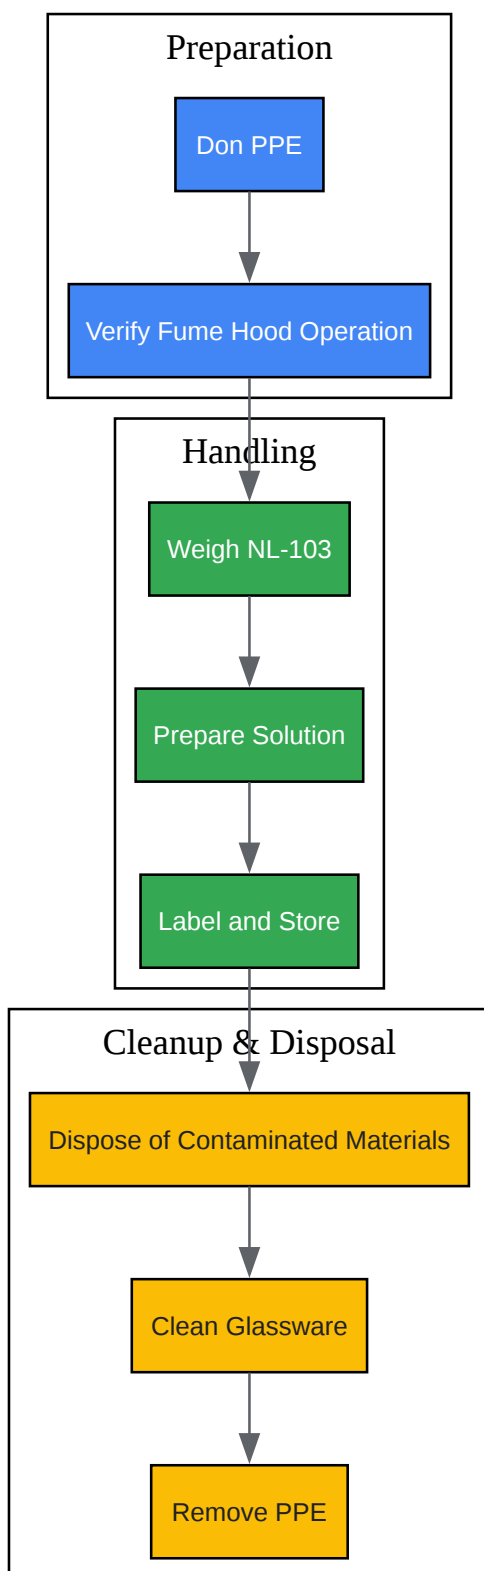 Preparation
Don PPE
Verify Fume Hood Operation
Handling
Weigh NL-103
Prepare Solution
Label and Store
Cleanup & Disposal
Dispose of Contaminated Materials
Clean Glassware
Remove PPE